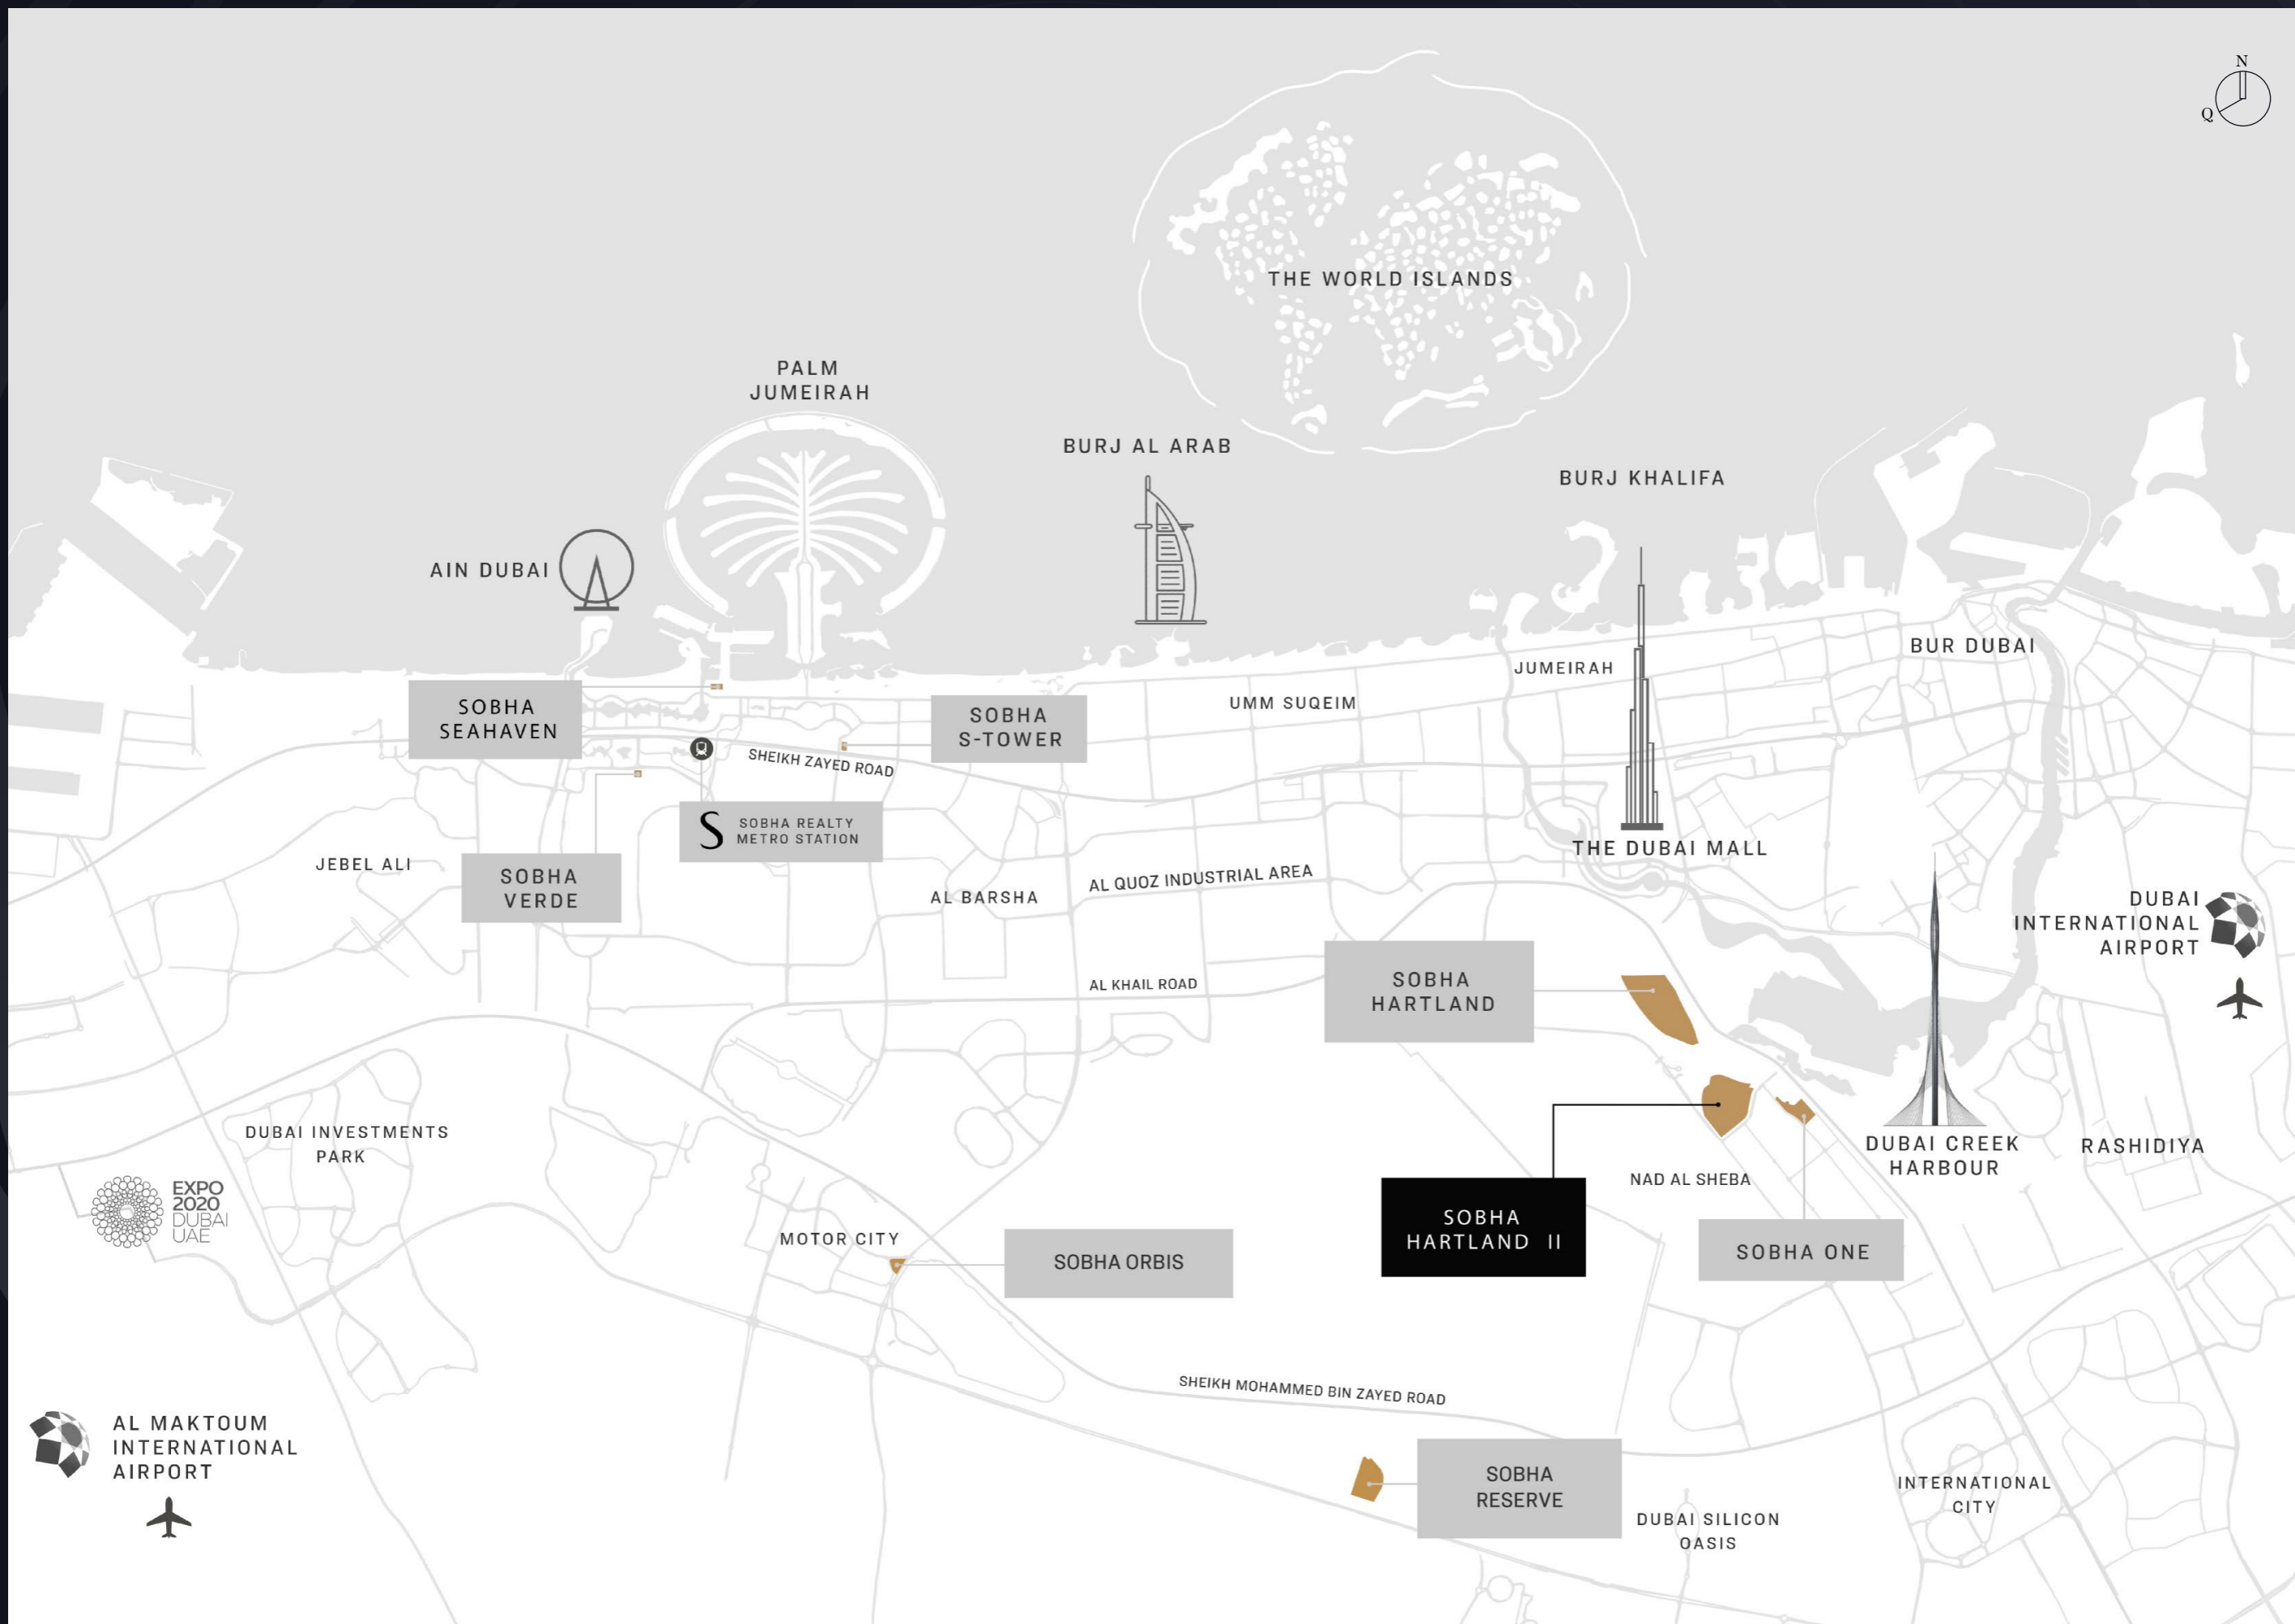 N
Q
THE WORLD ISLANDS
PALM
JUMEIRAH
BURJ AL ARAB
BURJ KHALIFA
AIN DUBAI
BUR DUBAI
JUMEIRAH
UMM SUQEIM
SOBHA
SEAHAVEN
SOBHA
S-TOWER
SHEIKH ZAYED ROAD
S
SOBHA REALTY
METRO STATION
THE DUBAI MALL
JEBEL ALI
SOBHA
VERDE
AL BARSHA
AL QUOZ INDUSTRIAL AREA
DUBAI
INTERNATIONAL
AIRPORT
AL KHAIL ROAD
SOBHA
HARTLAND
DUBAI INVESTMENTS
PARK
DUBAI CREEK
HARBOUR
RASHIDIYA
NAD AL SHEBA
EXPO
2020
DUBAI
UAE
MOTOR CITY
SOBHA ORBIS
SOBHA
HARTLAND II
SOBHA ONE
SHEIKH MOHAMMED BIN ZAYED ROAD
AL MAKTOUM
INTERNATIONAL
AIRPORT
SOBHA
RESERVE
INTERNATIONAL
CITY
DUBAI SILICON
OASIS